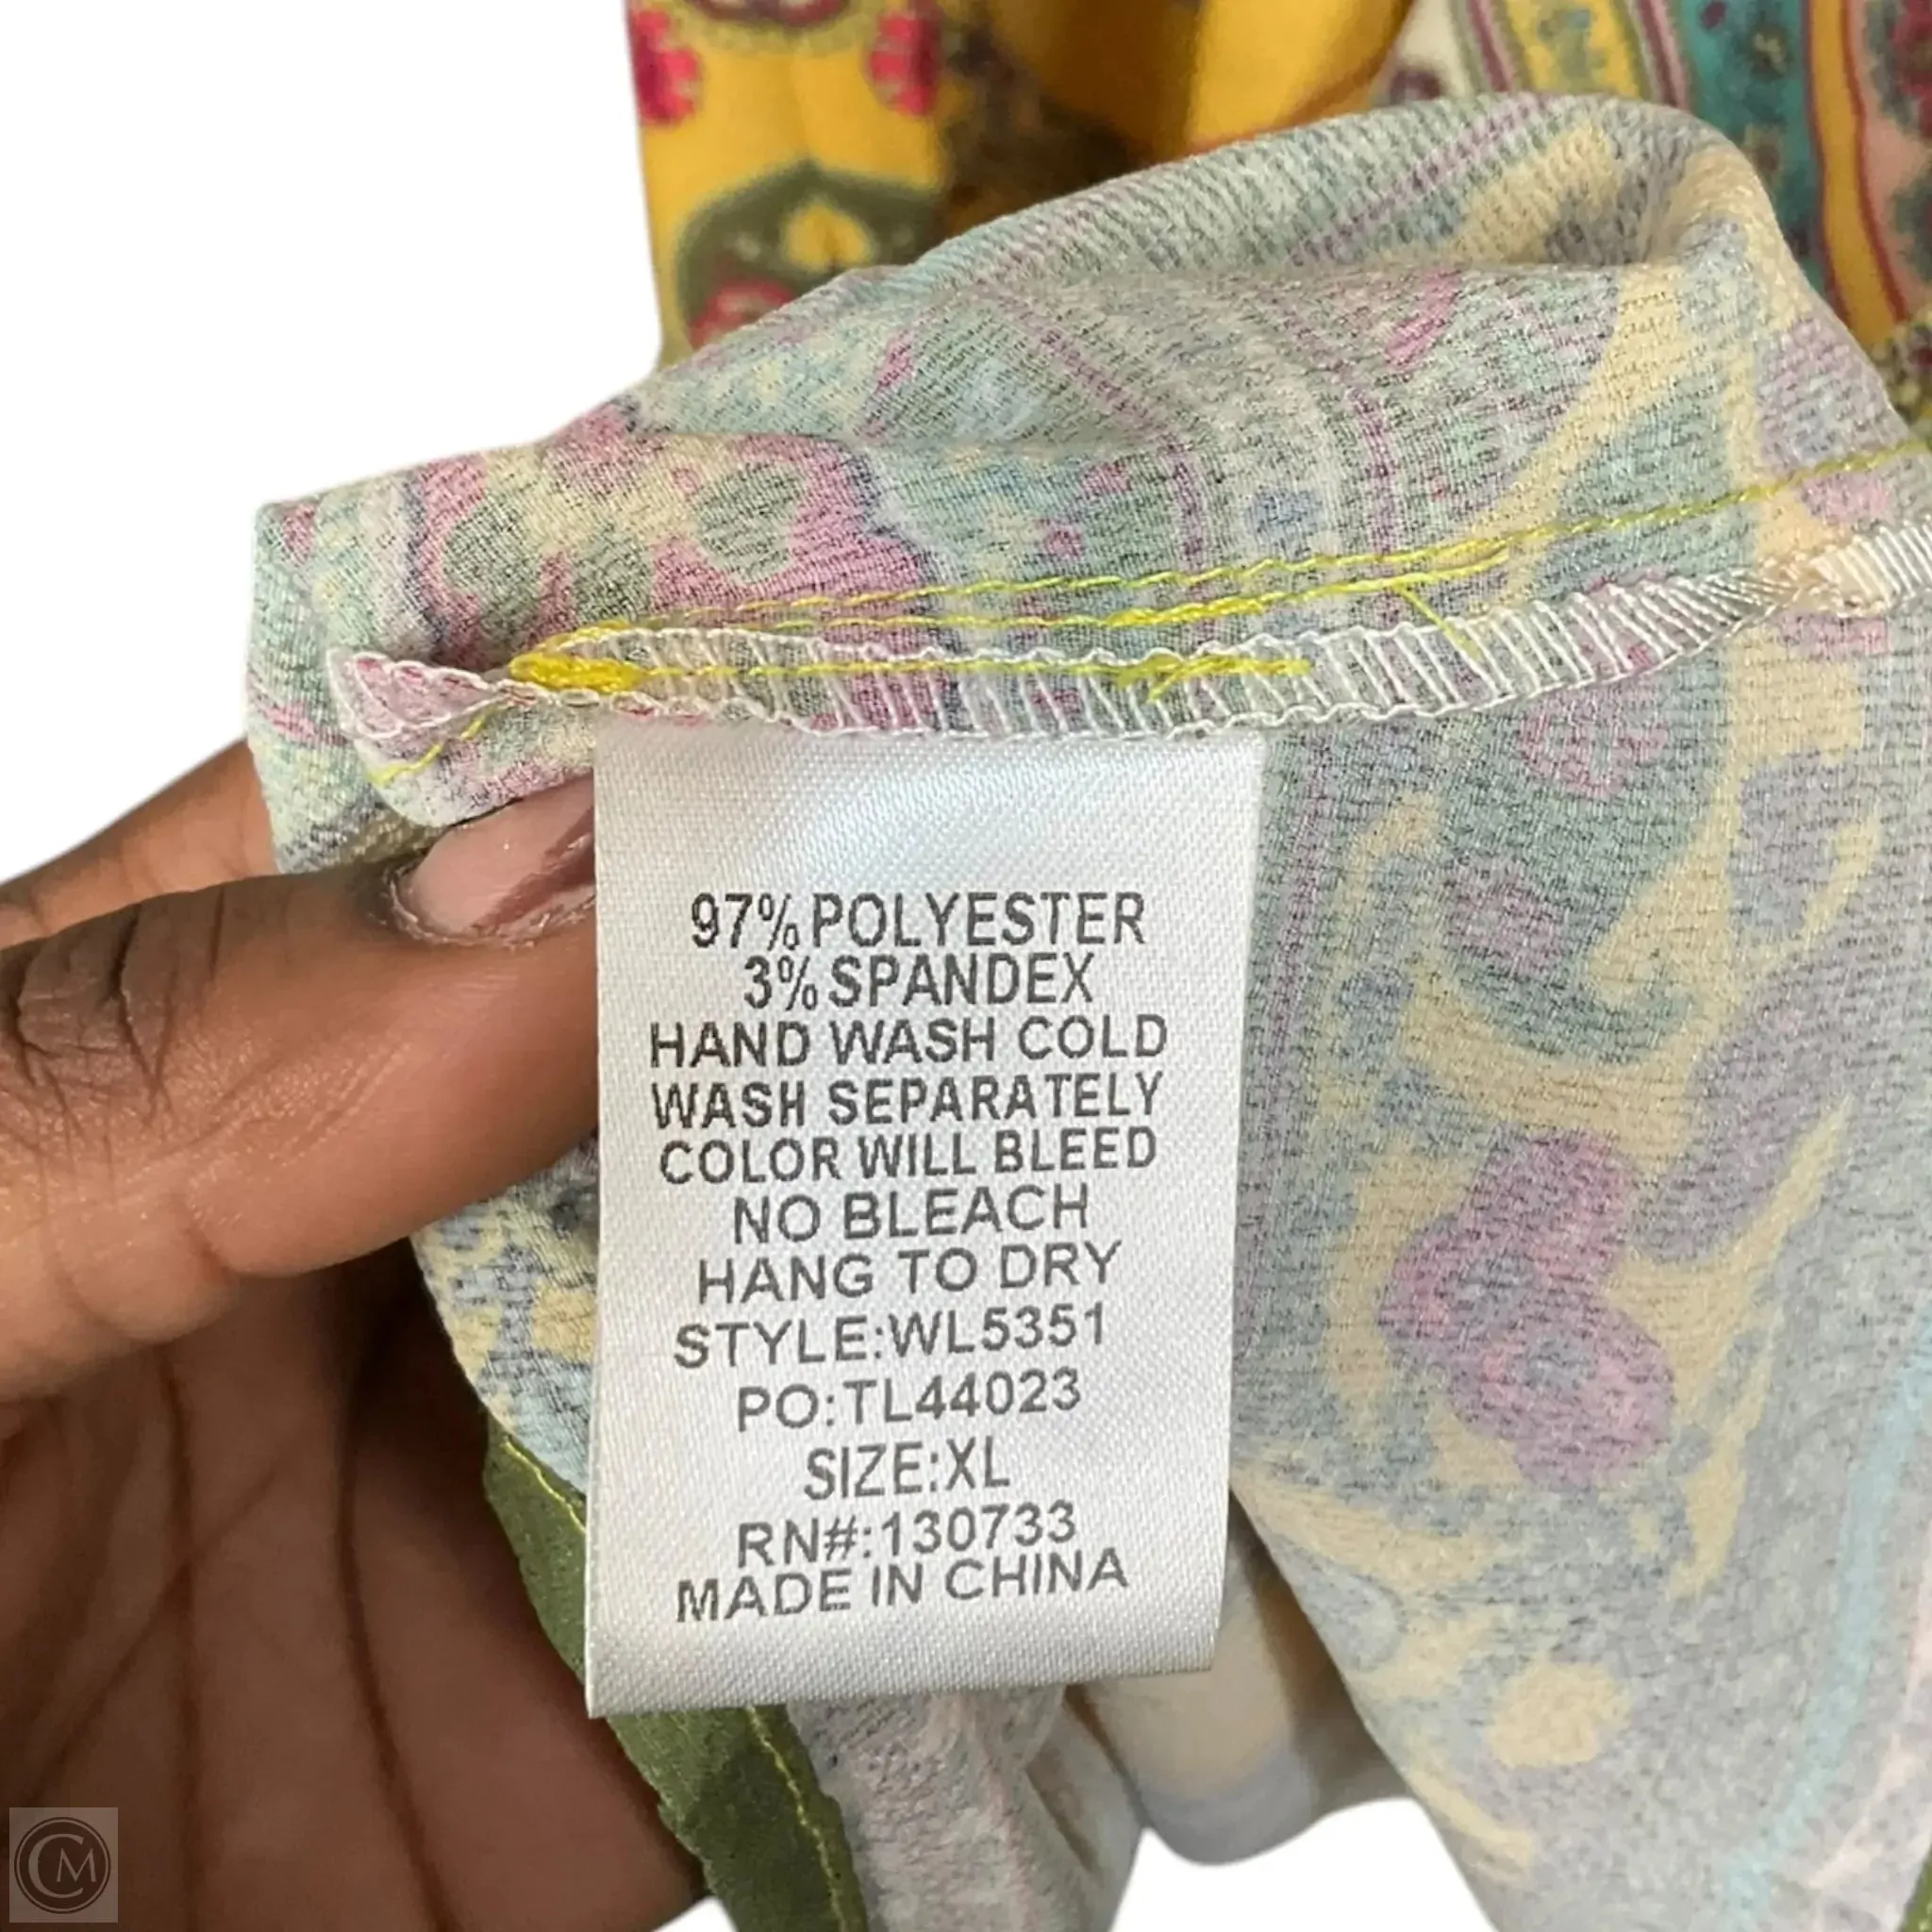 97% POLYESTER
3% SPANDEX
HAND WASH COLD
WASH SEPARATELY
COLOR WILL BLEED
NO BLEACH
HANG TO DRY
STYLE:WL5351
PO:TL44023
SIZE:XL
RN#:130733
MADE IN CHINA
CM